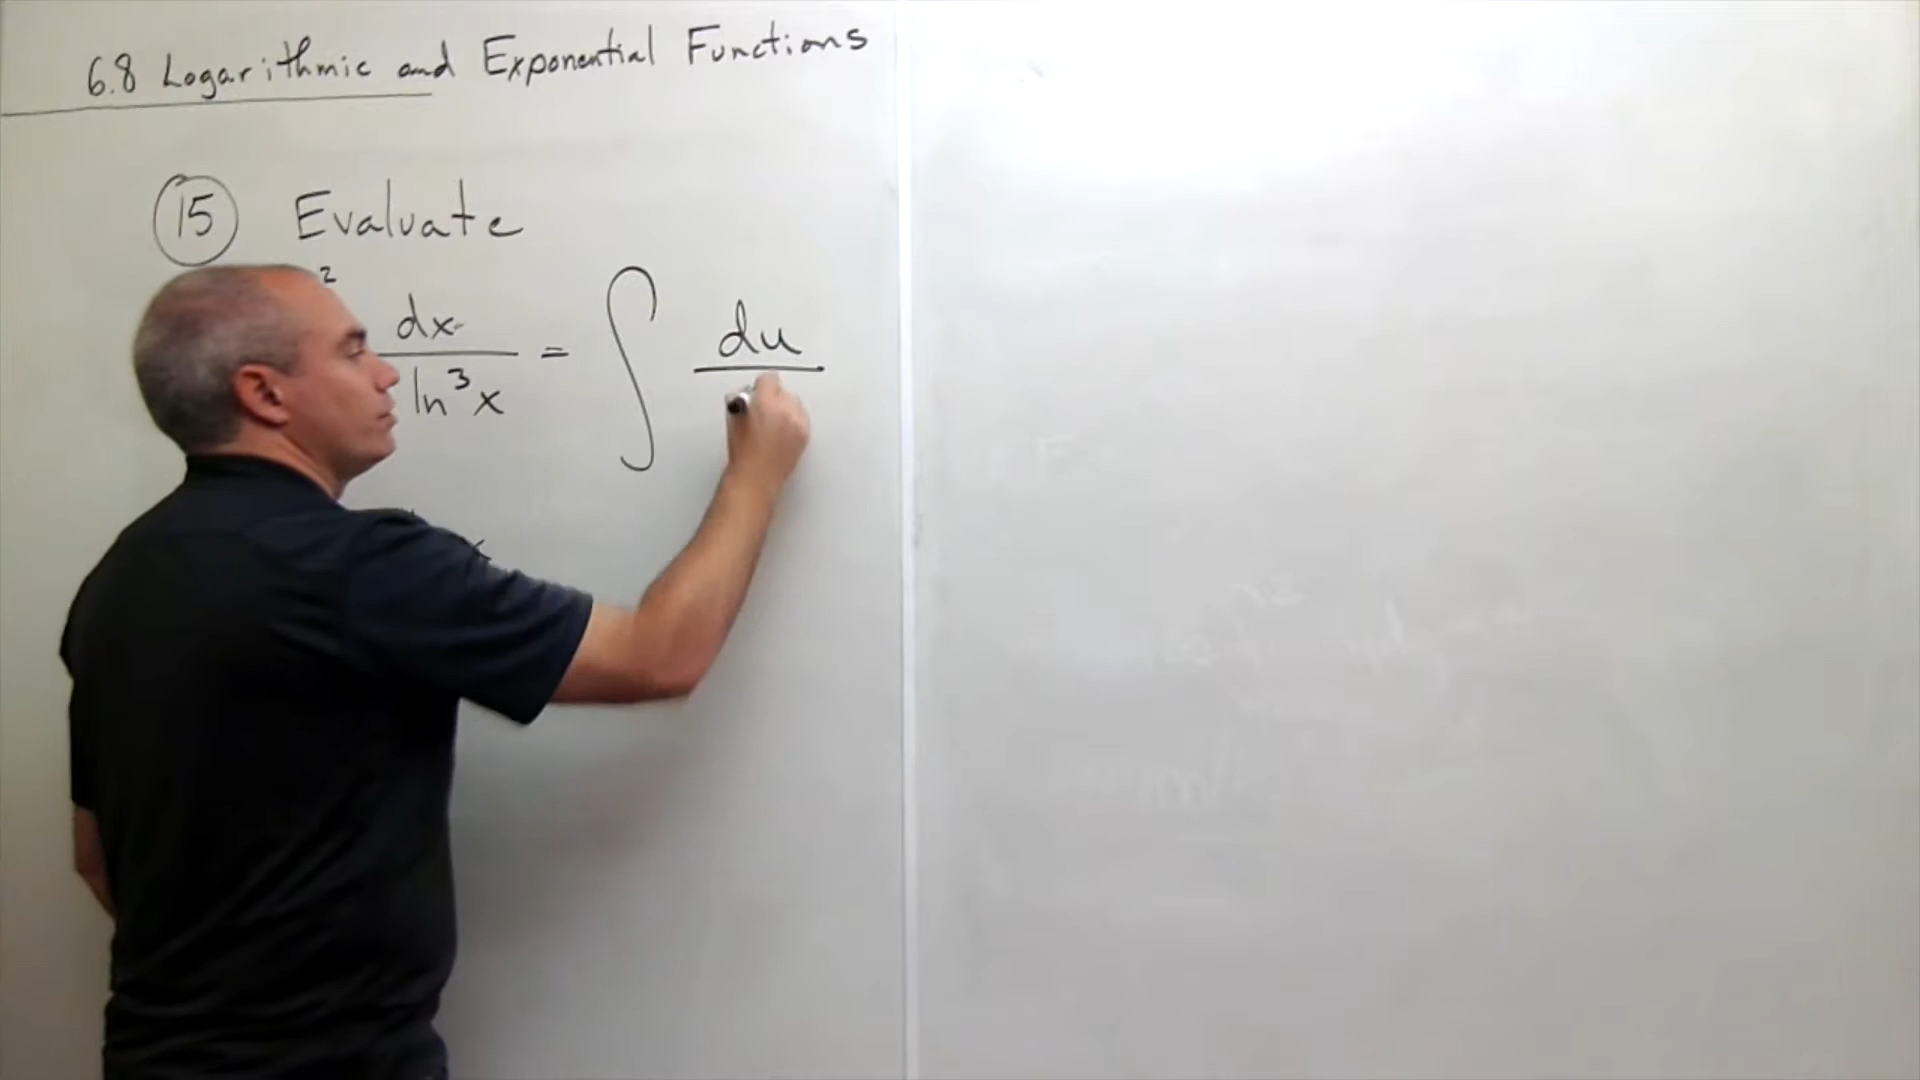 6.8 Logarithmic and Exponential Functions
15 Evaluate
2
dx
ln³x
= ∫ du
x